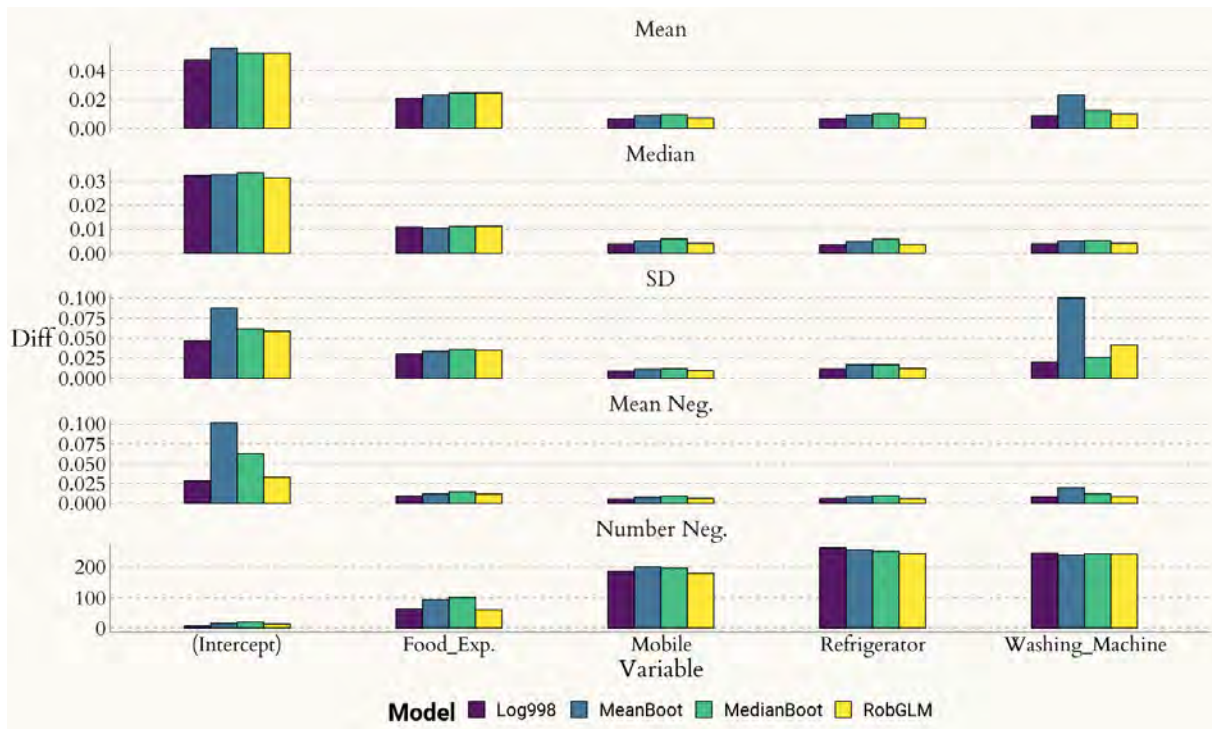 Mean
0.04
0.02
0.00
Median
0.03
0.02
0.01
0.00
SD
0.100
0.075
Diff 0.050
0.025
0.000
Mean Neg.
0.100
0.075
0.050
0.025
0.000
Number Neg.
200
100
0
(Intercept) Food_Exp. Mobile Refrigerator Washing_Machine
Variable
Model Log998 MeanBoot MedianBoot RobGLM